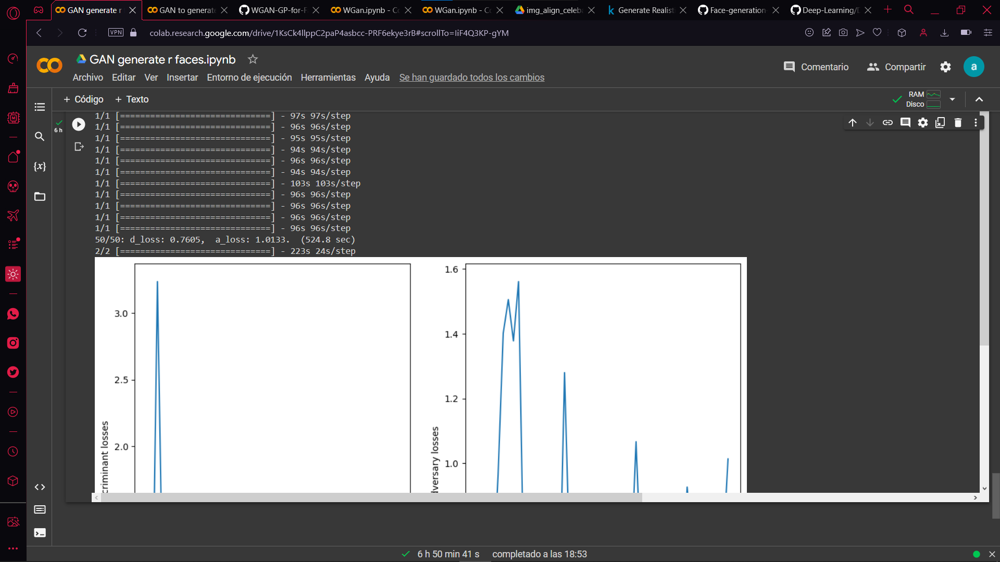 GAN generate r
GAN to generate
WGAN-GP-for-F
WGan.ipynb - Co
WGan.ipynb - Co
img_align_celeba
Generate Realist
Face-generation-
Deep-Learning/D
VPN
colab.research.google.com/drive/1KsCk4llppC2paP4asbcc-PRF6ekye3rB#scrollTo=IiF4Q3KP-gYM
GAN generate r faces.ipynb
Comentario
Compartir
a
Archivo Editar Ver Insertar Entorno de ejecución Herramientas Ayuda Se han guardado todos los cambios
+ Código + Texto
RAM
Disco
6 h
{x}
1/1 [==============================] - 97s 97s/step
1/1 [==============================] - 96s 96s/step
1/1 [==============================] - 95s 95s/step
1/1 [==============================] - 94s 94s/step
1/1 [==============================] - 96s 96s/step
1/1 [==============================] - 94s 94s/step
1/1 [==============================] - 103s 103s/step
1/1 [==============================] - 96s 96s/step
1/1 [==============================] - 96s 96s/step
1/1 [==============================] - 96s 96s/step
1/1 [==============================] - 96s 96s/step
50/50: d_loss: 0.7605, a_loss: 1.0133. (524.8 sec)
2/2 [==============================] - 223s 24s/step
3.0
2.5
2.0
criminant losses
1.6
1.4
1.2
1.0
dversary losses
6 h 50 min 41 s completado a las 18:53